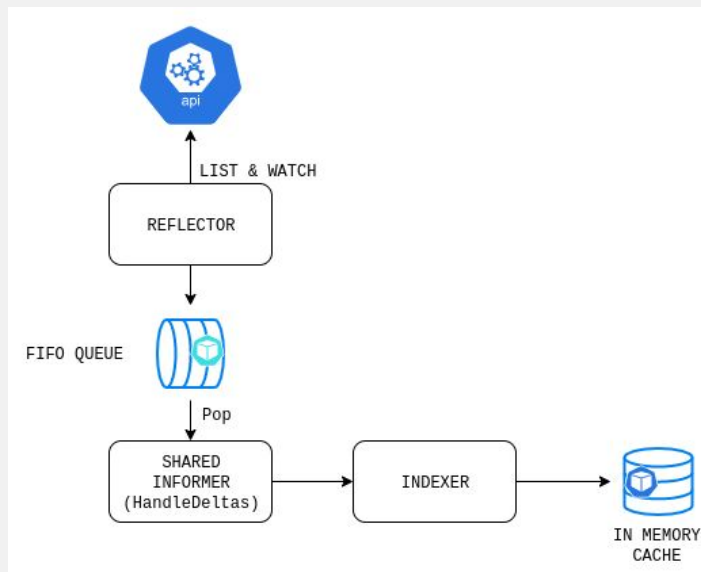 api
LIST & WATCH
REFLECTOR
FIFO QUEUE
Pop
SHARED
INFORMER
(HandleDeltas)
INDEXER
IN MEMORY
CACHE